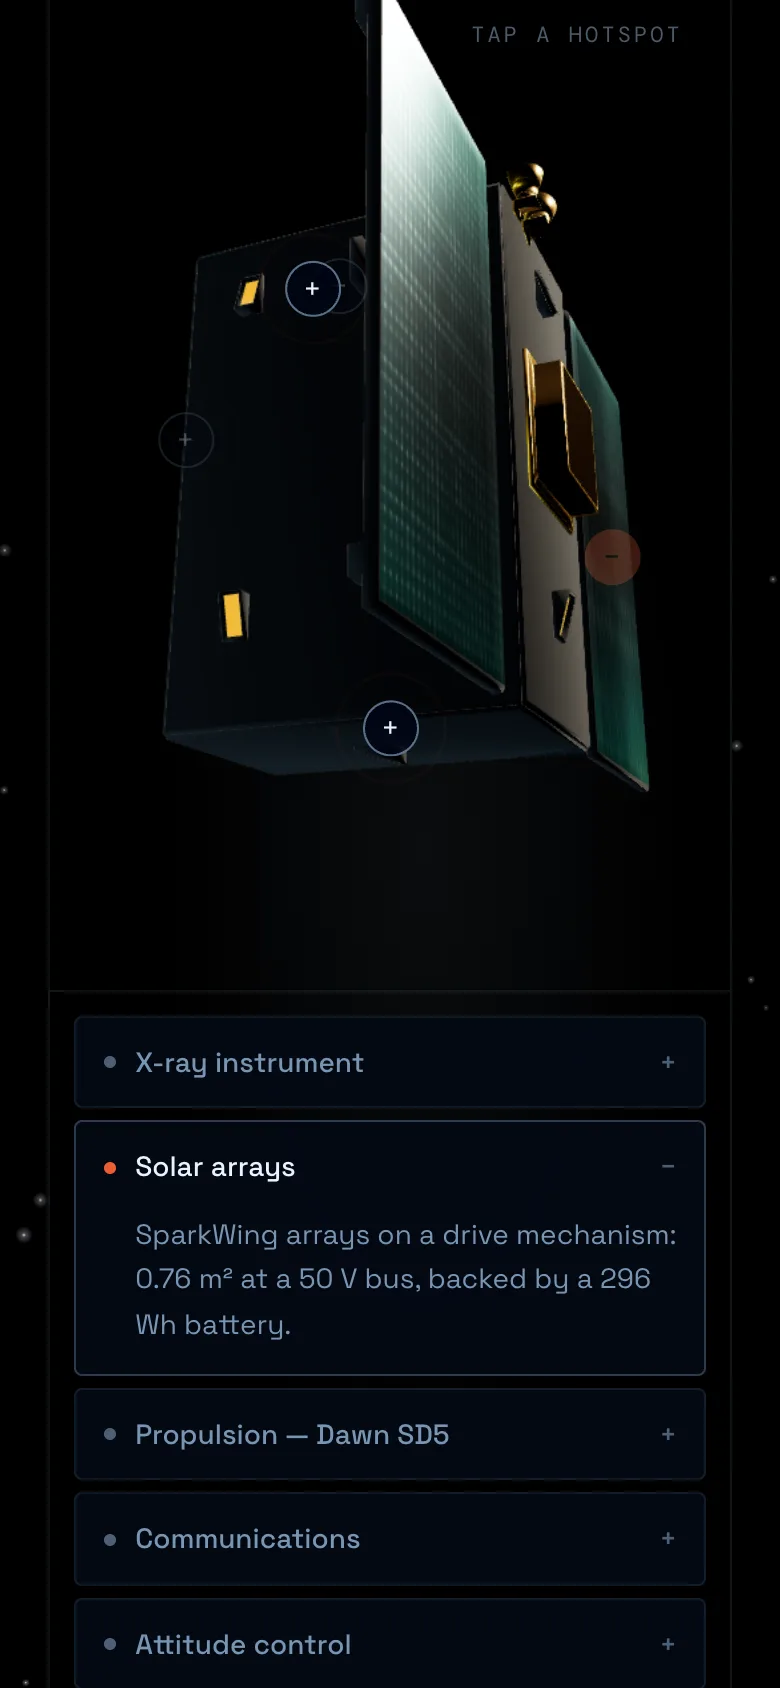 TAP A HOTSPOT
+
+
−
+
X-ray instrument +
Solar arrays −
SparkWing arrays on a drive mechanism:
0.76 m² at a 50 V bus, backed by a 296
Wh battery.
Propulsion — Dawn SD5 +
Communications +
Attitude control +